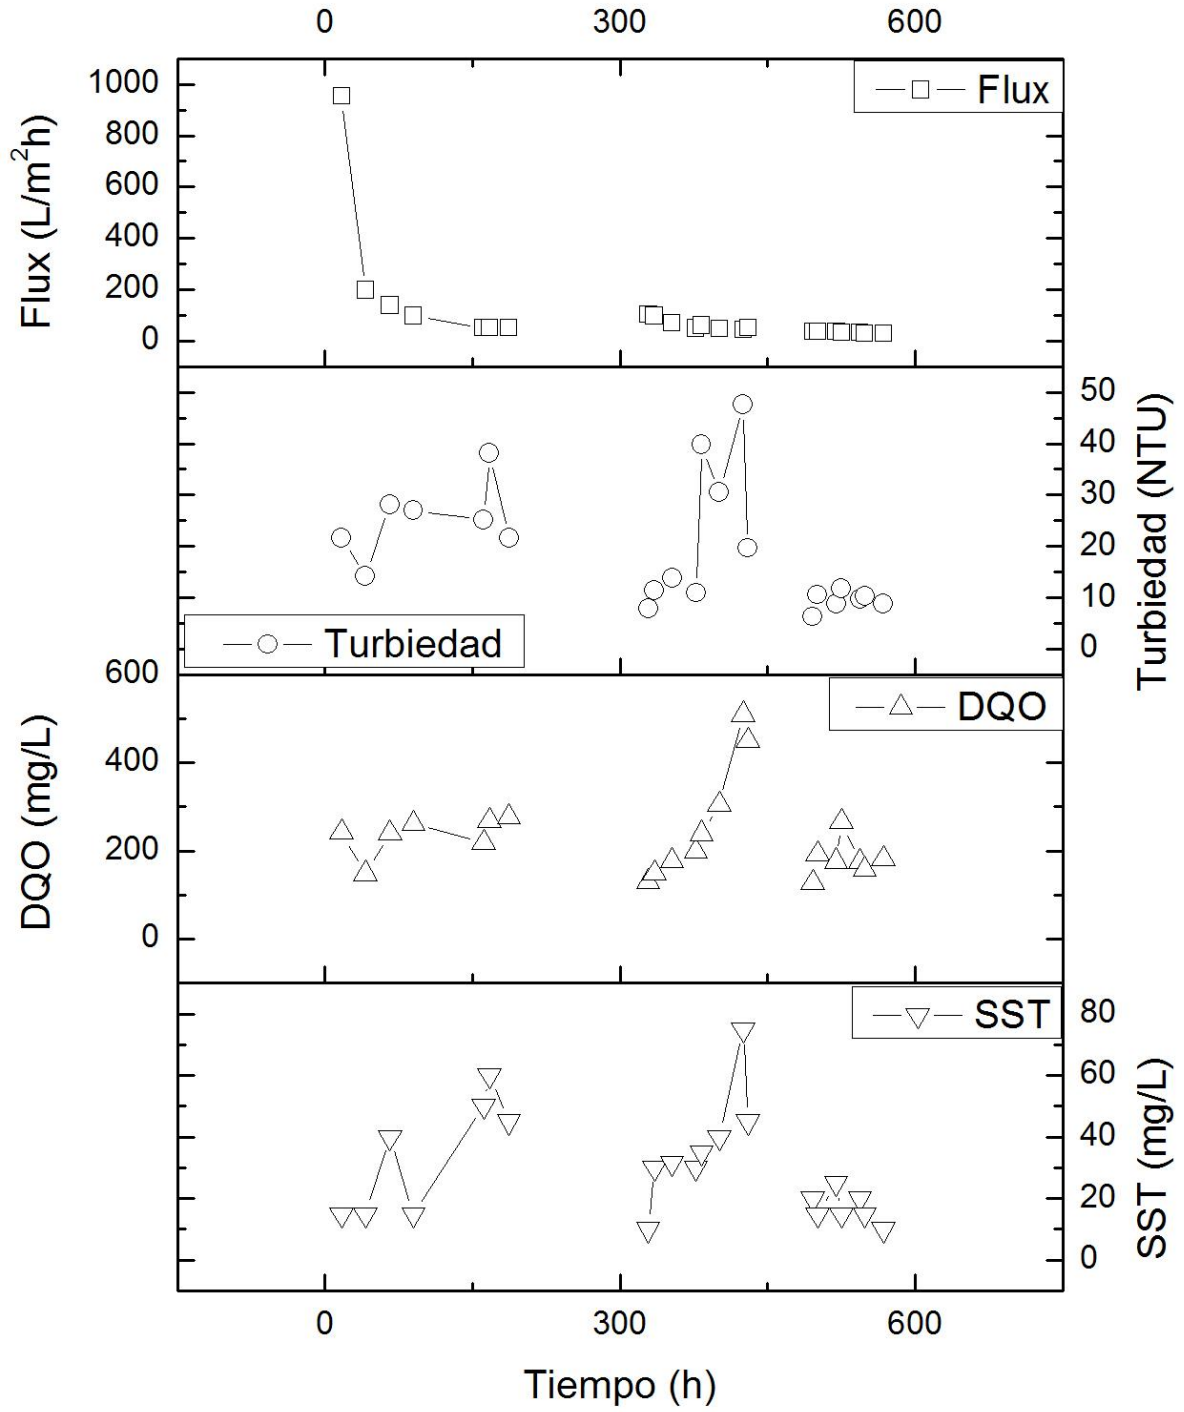 0 300 600
Flux (L/m²h)
1000
800
600
400
200
0
Flux
Turbiedad (NTU)
50
40
30
20
10
0
Turbiedad
DQO (mg/L)
600
400
200
0
DQO
SST (mg/L)
80
60
40
20
0
SST
0 300 600
Tiempo (h)